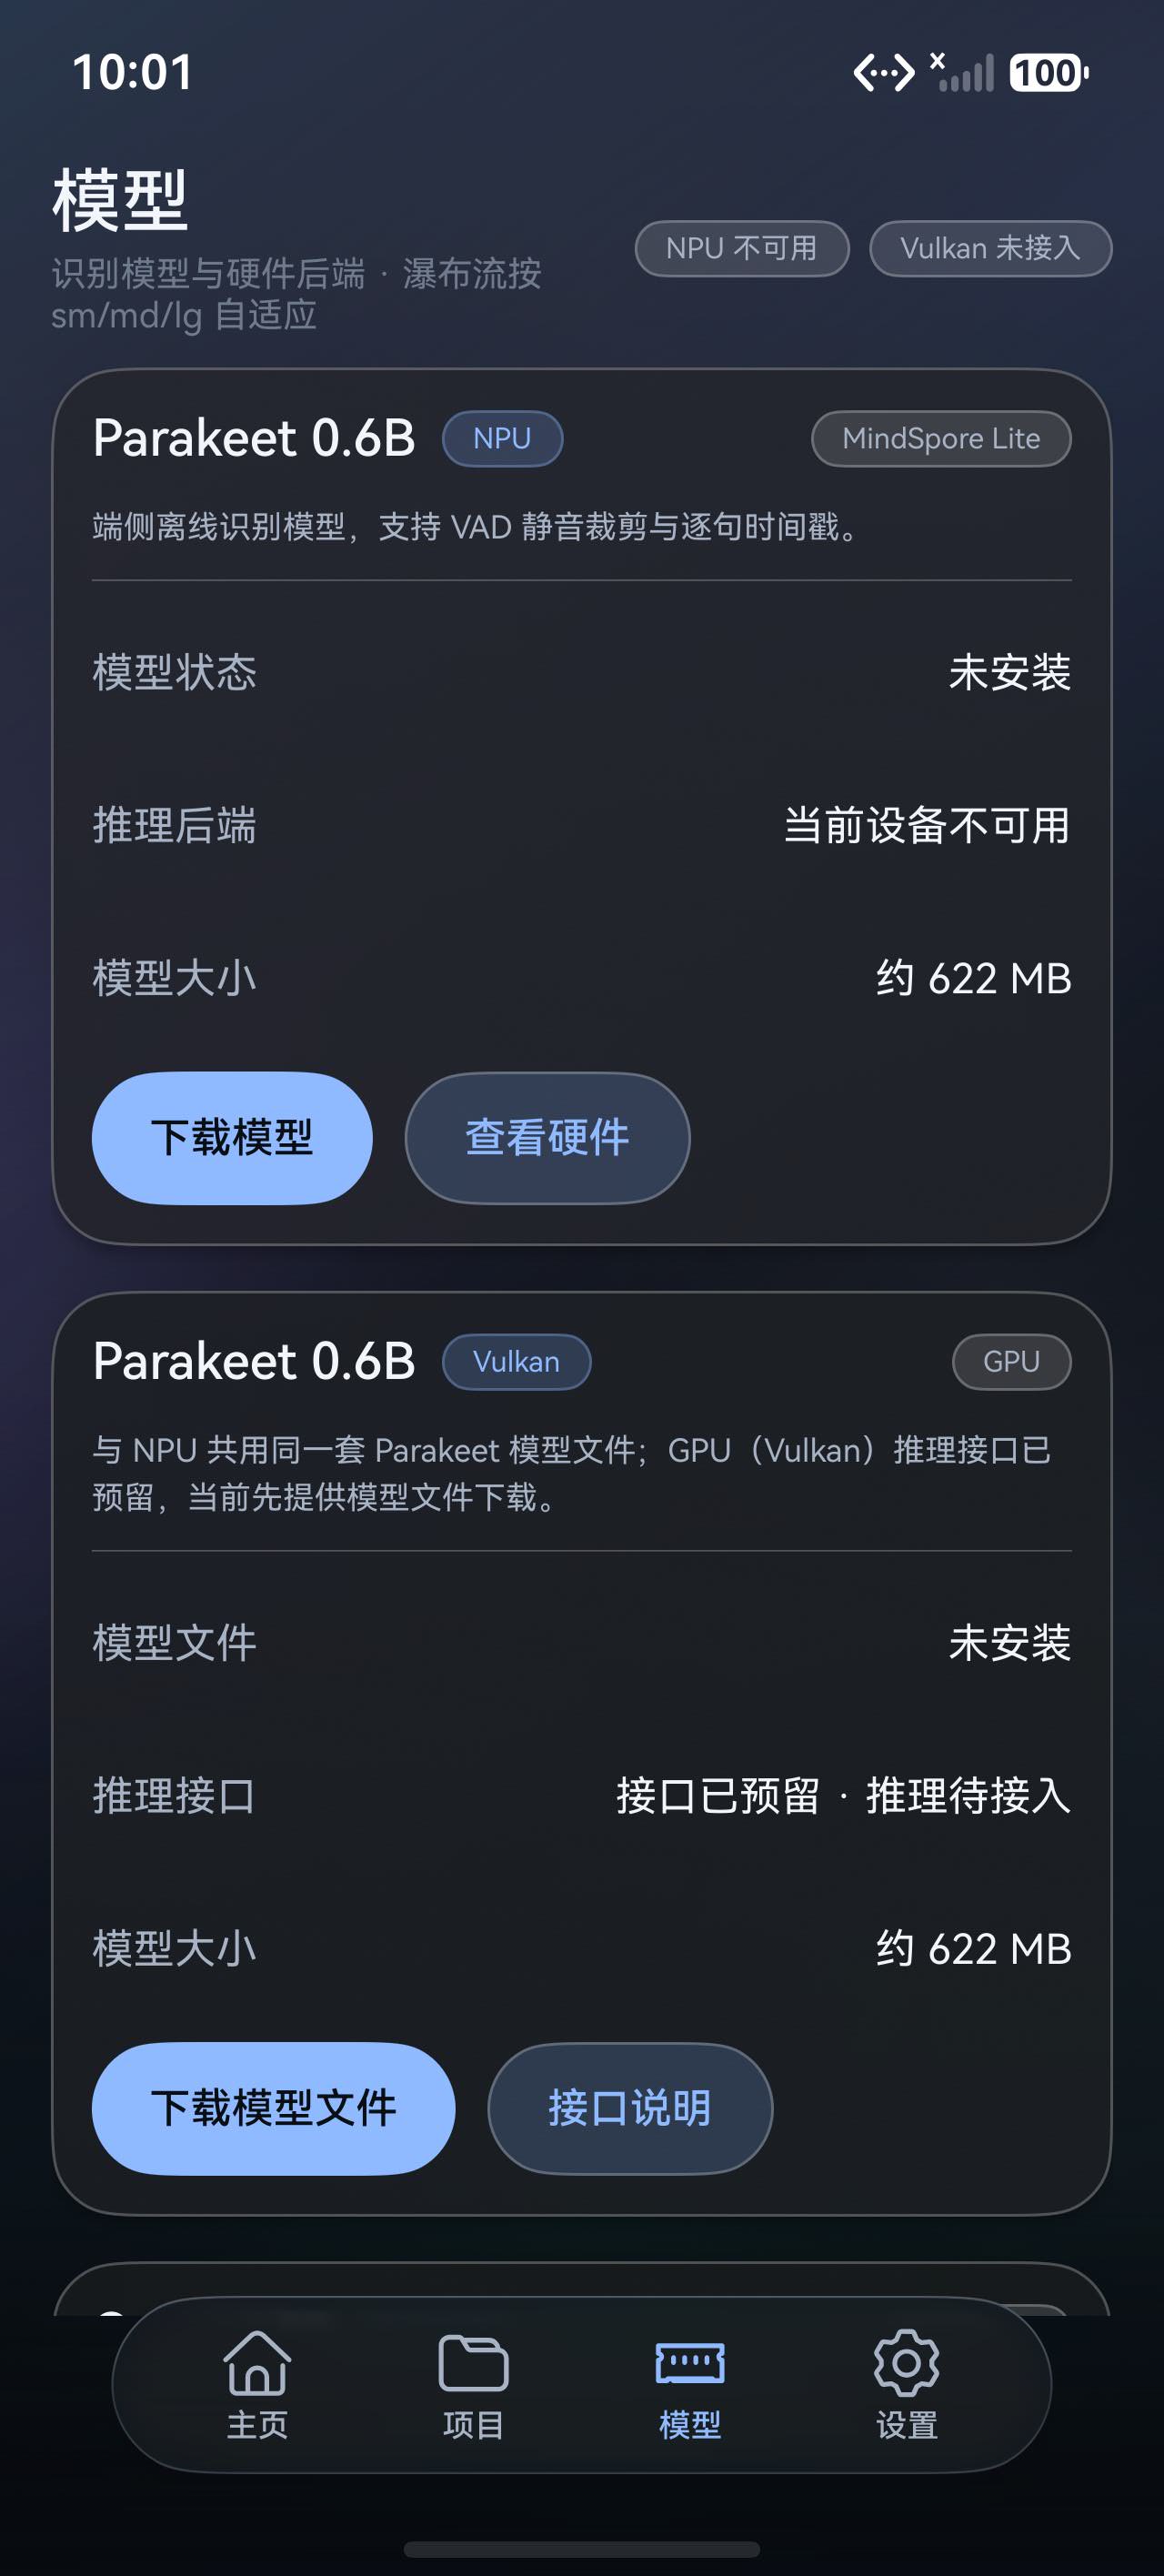 10:01
100
模型
识别模型与硬件后端 · 瀑布流按
sm/md/lg 自适应
NPU 不可用
Vulkan 未接入
Parakeet 0.6B
NPU
MindSpore Lite
端侧离线识别模型，支持 VAD 静音裁剪与逐句时间戳。
模型状态
未安装
推理后端
当前设备不可用
模型大小
约 622 MB
下载模型
查看硬件
Parakeet 0.6B
Vulkan
GPU
与 NPU 共用同一套 Parakeet 模型文件；GPU（Vulkan）推理接口已
预留，当前先提供模型文件下载。
模型文件
未安装
推理接口
接口已预留 · 推理待接入
模型大小
约 622 MB
下载模型文件
接口说明
主页
项目
模型
设置